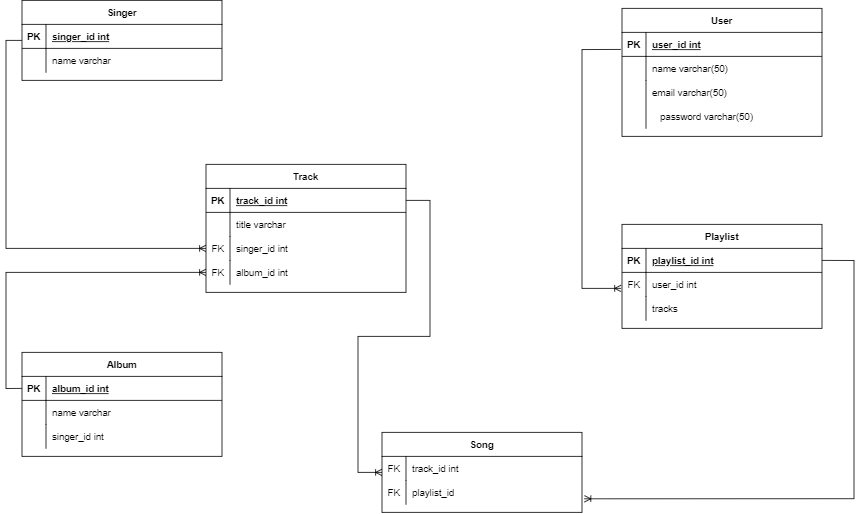 Singer
PK singer_id int
name varchar
User
PK user_id int
name varchar(50)
email varchar(50)
password varchar(50)
Track
PK track_id int
title varchar
FK singer_id int
FK album_id int
Playlist
PK playlist_id int
FK user_id int
tracks
Album
PK album_id int
name varchar
singer_id int
Song
FK track_id int
FK playlist_id